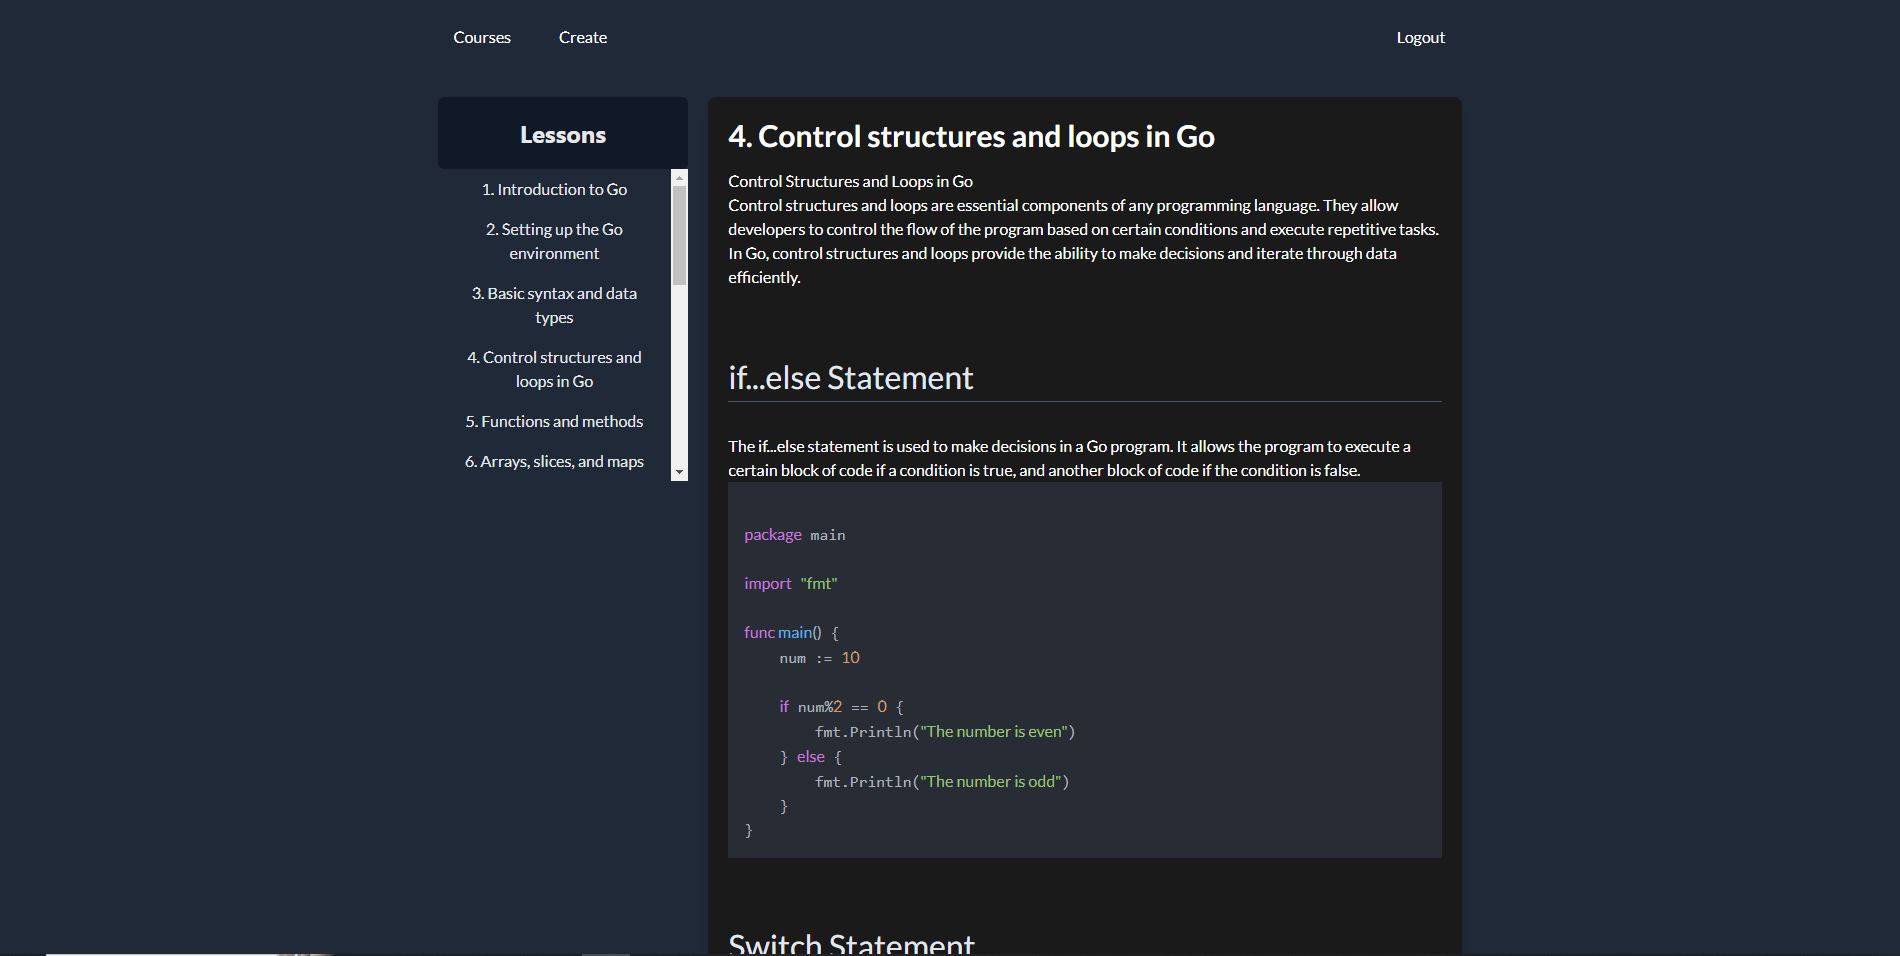 Courses Create Logout
Lessons
1. Introduction to Go
2. Setting up the Go
environment
3. Basic syntax and data
types
4. Control structures and
loops in Go
5. Functions and methods
6. Arrays, slices, and maps
4. Control structures and loops in Go
Control Structures and Loops in Go
Control structures and loops are essential components of any programming language. They allow
developers to control the flow of the program based on certain conditions and execute repetitive tasks.
In Go, control structures and loops provide the ability to make decisions and iterate through data
efficiently.
if...else Statement
The if...else statement is used to make decisions in a Go program. It allows the program to execute a
certain block of code if a condition is true, and another block of code if the condition is false.
package main
import "fmt"
func main() {
    num := 10
    if num%2 == 0 {
        fmt.Println("The number is even")
    } else {
        fmt.Println("The number is odd")
    }
}
Switch Statement